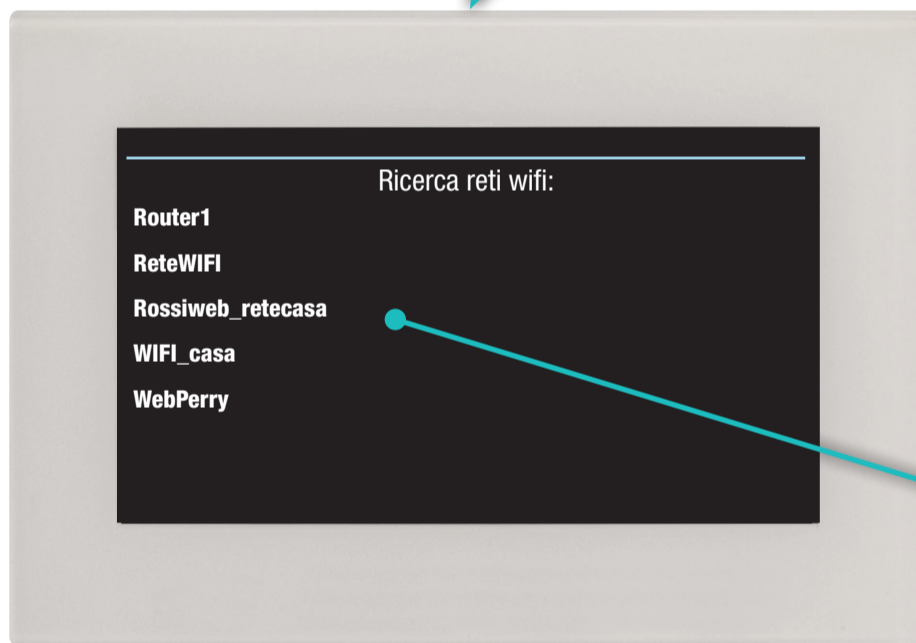 Ricerca reti wifi:
Router1
ReteWIFI
Rossiweb_retecasa
WIFI_casa
WebPerry